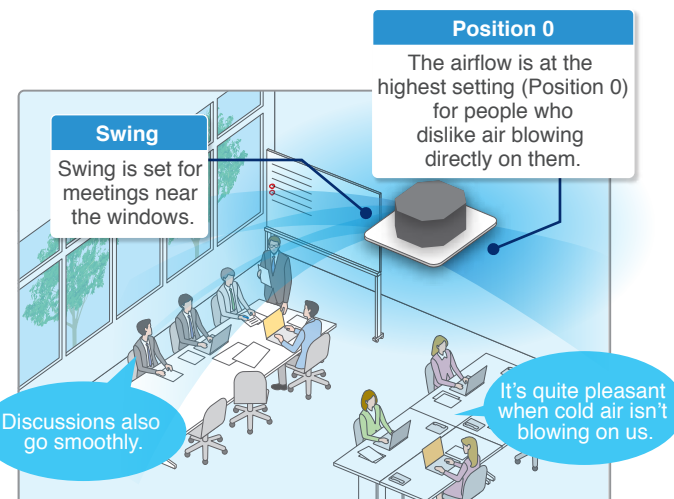 Position 0
The airflow is at the
highest setting (Position 0)
for people who
dislike air blowing
directly on them.
Swing
Swing is set for
meetings near
the windows.
Discussions also
go smoothly.
It's quite pleasant
when cold air isn't
blowing on us.